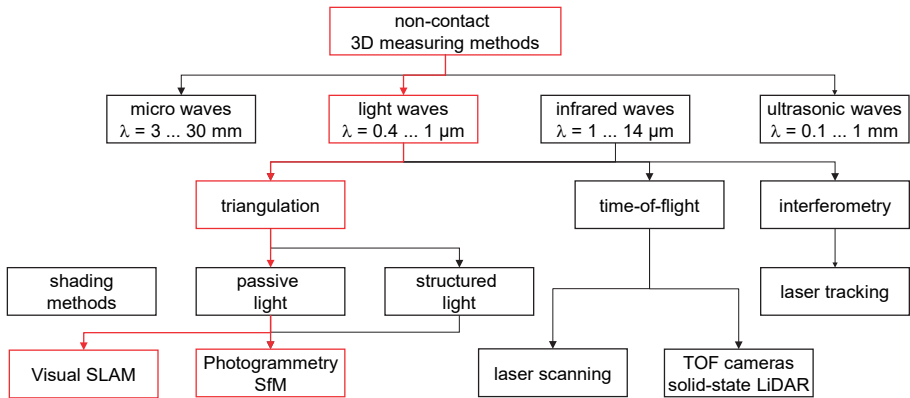 non-contact
3D measuring methods
micro waves
λ = 3 ... 30 mm
light waves
λ = 0.4 ... 1 µm
infrared waves
λ = 1 ... 14 µm
ultrasonic waves
λ = 0.1 ... 1 mm
triangulation
time-of-flight
interferometry
shading
methods
passive
light
structured
light
laser tracking
Visual SLAM
Photogrammetry
SfM
laser scanning
TOF cameras
solid-state LiDAR